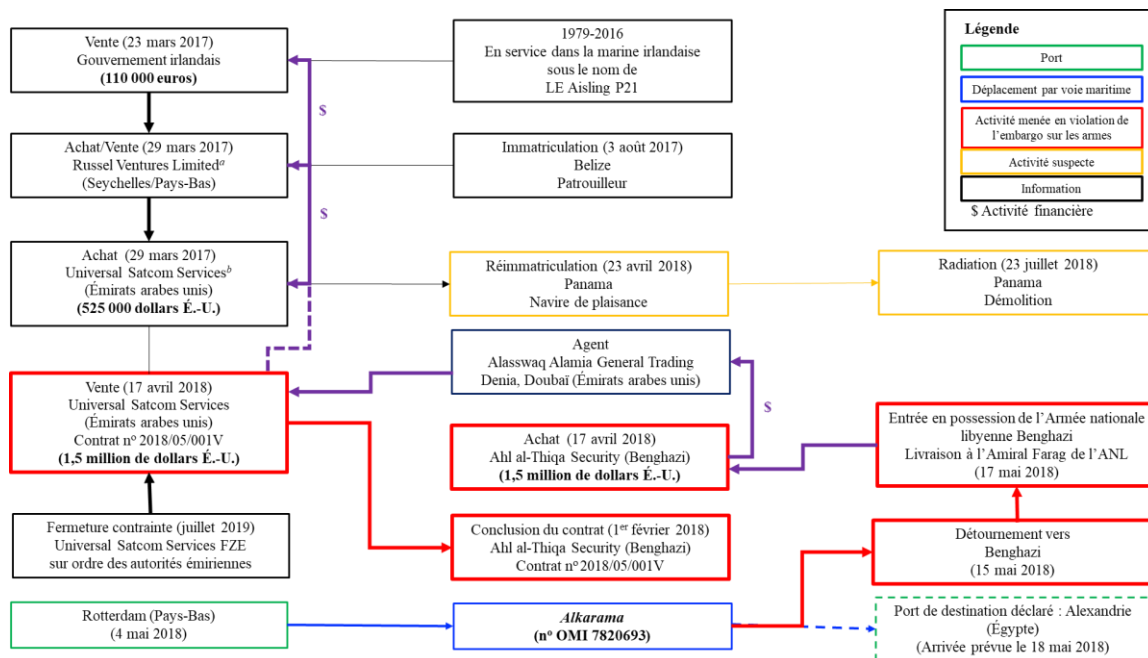 Vente (23 mars 2017)
Gouvernement irlandais
(110 000 euros)
1979-2016
En service dans la marine irlandaise
sous le nom de
LE Aisling P21
Légende
Port
Déplacement par voie maritime
Activité menée en violation de
l’embargo sur les armes
Activité suspecte
Information
$ Activité financière
$
Achat/Vente (29 mars 2017)
Russel Ventures Limitedᵃ
(Seychelles/Pays-Bas)
Immatriculation (3 août 2017)
Belize
Patrouilleur
$
Achat (29 mars 2017)
Universal Satcom Servicesᵇ
(Émirats arabes unis)
(525 000 dollars É.-U.)
Réimmatriculation (23 avril 2018)
Panama
Navire de plaisance
Radiation (23 juillet 2018)
Panama
Démolition
Agent
Alasswaq Alamia General Trading
Denia, Doubaï (Émirats arabes unis)
Vente (17 avril 2018)
Universal Satcom Services
(Émirats arabes unis)
Contrat nº 2018/05/001V
(1,5 million de dollars É.-U.)
$
Achat (17 avril 2018)
Ahl al-Thiqa Security (Benghazi)
(1,5 million de dollars É.-U.)
Entrée en possession de l’Armée nationale
libyenne Benghazi
Livraison à l’Amiral Farag de l’ANL
(17 mai 2018)
Fermeture contrainte (juillet 2019)
Universal Satcom Services FZE
sur ordre des autorités émiriennes
Conclusion du contrat (1ᵉʳ février 2018)
Ahl al-Thiqa Security (Benghazi)
Contrat nº 2018/05/001V
Détournement vers
Benghazi
(15 mai 2018)
Rotterdam (Pays-Bas)
(4 mai 2018)
Alkarama
(nº OMI 7820693)
Port de destination déclaré : Alexandrie
(Égypte)
(Arrivée prévue le 18 mai 2018)